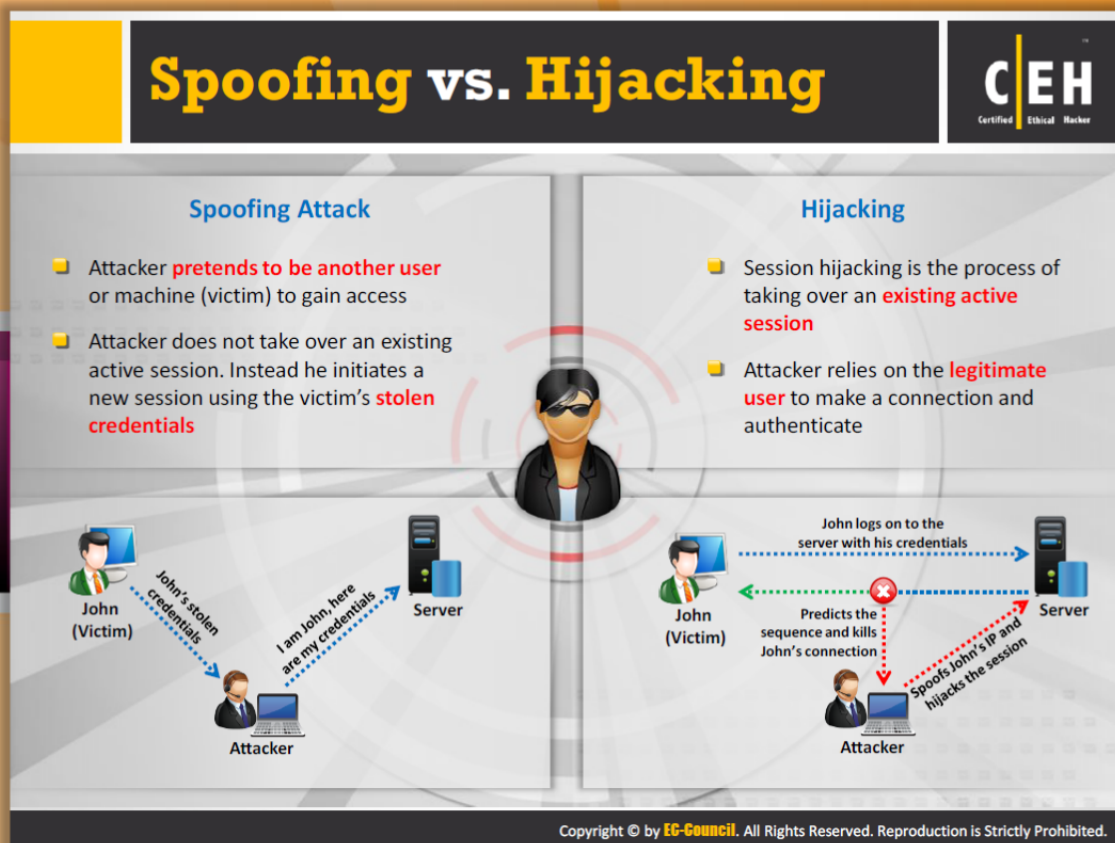 Spoofing vs. Hijacking
CEH
Certified Ethical Hacker
™
Spoofing Attack
Attacker pretends to be another user
or machine (victim) to gain access
Attacker does not take over an existing
active session. Instead he initiates a
new session using the victim's stolen
credentials
Hijacking
Session hijacking is the process of
taking over an existing active
session
Attacker relies on the legitimate
user to make a connection and
authenticate
John
(Victim)
John's stolen
credentials
I am John, here
are my credentials
Server
Attacker
John logs on to the
server with his credentials
John
(Victim)
Predicts the
sequence and kills
John's connection
Server
Spoofs John's IP and
hijacks the session
Attacker
Copyright © by EC-Council. All Rights Reserved. Reproduction is Strictly Prohibited.